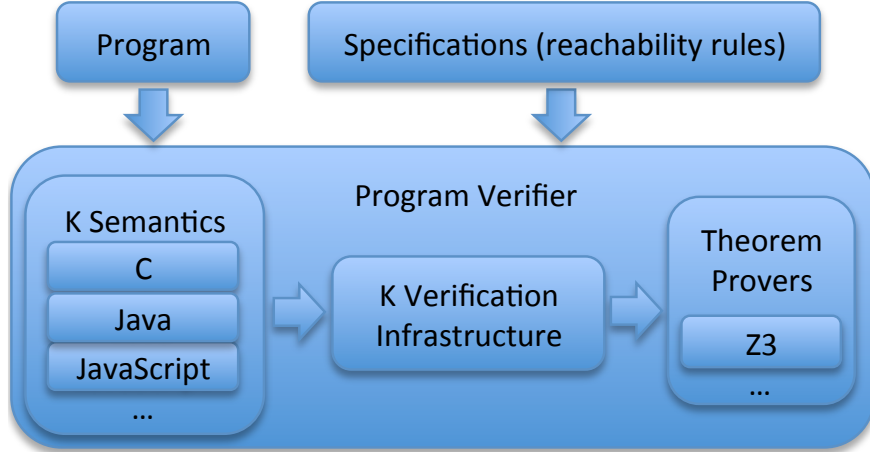 Program
Specifications (reachability rules)
Program Verifier
K Semantics
C
Java
JavaScript
...
K Verification
Infrastructure
Theorem
Provers
Z3
...